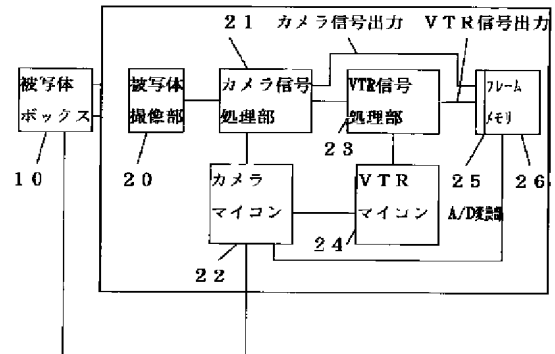 21 カメラ信号出力 VTR信号出力
被写体
ボックス
被写体
撮像部
カメラ信号
処理部
VTR信号
処理部
フレーム
メモリ
10
20
23
25
26
カメラ
マイコン
VTR
マイコン
A/D変換部
22
24